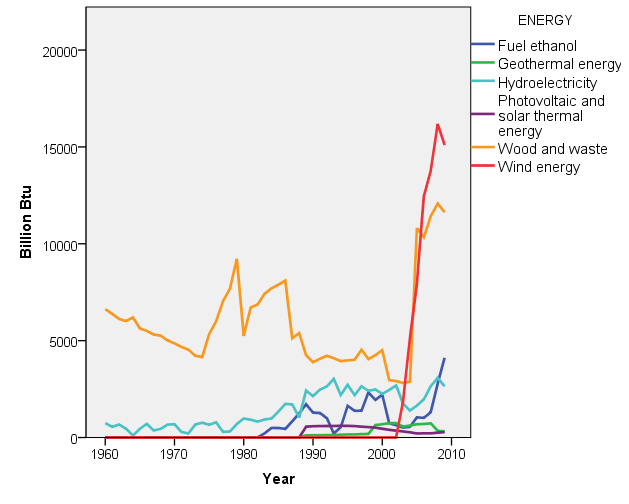 ENERGY
Fuel ethanol
Geothermal energy
Hydroelectricity
Photovoltaic and
solar thermal
energy
Wood and waste
Wind energy
Billion Btu
20000
15000
10000
5000
0
1960
1970
1980
1990
2000
2010
Year